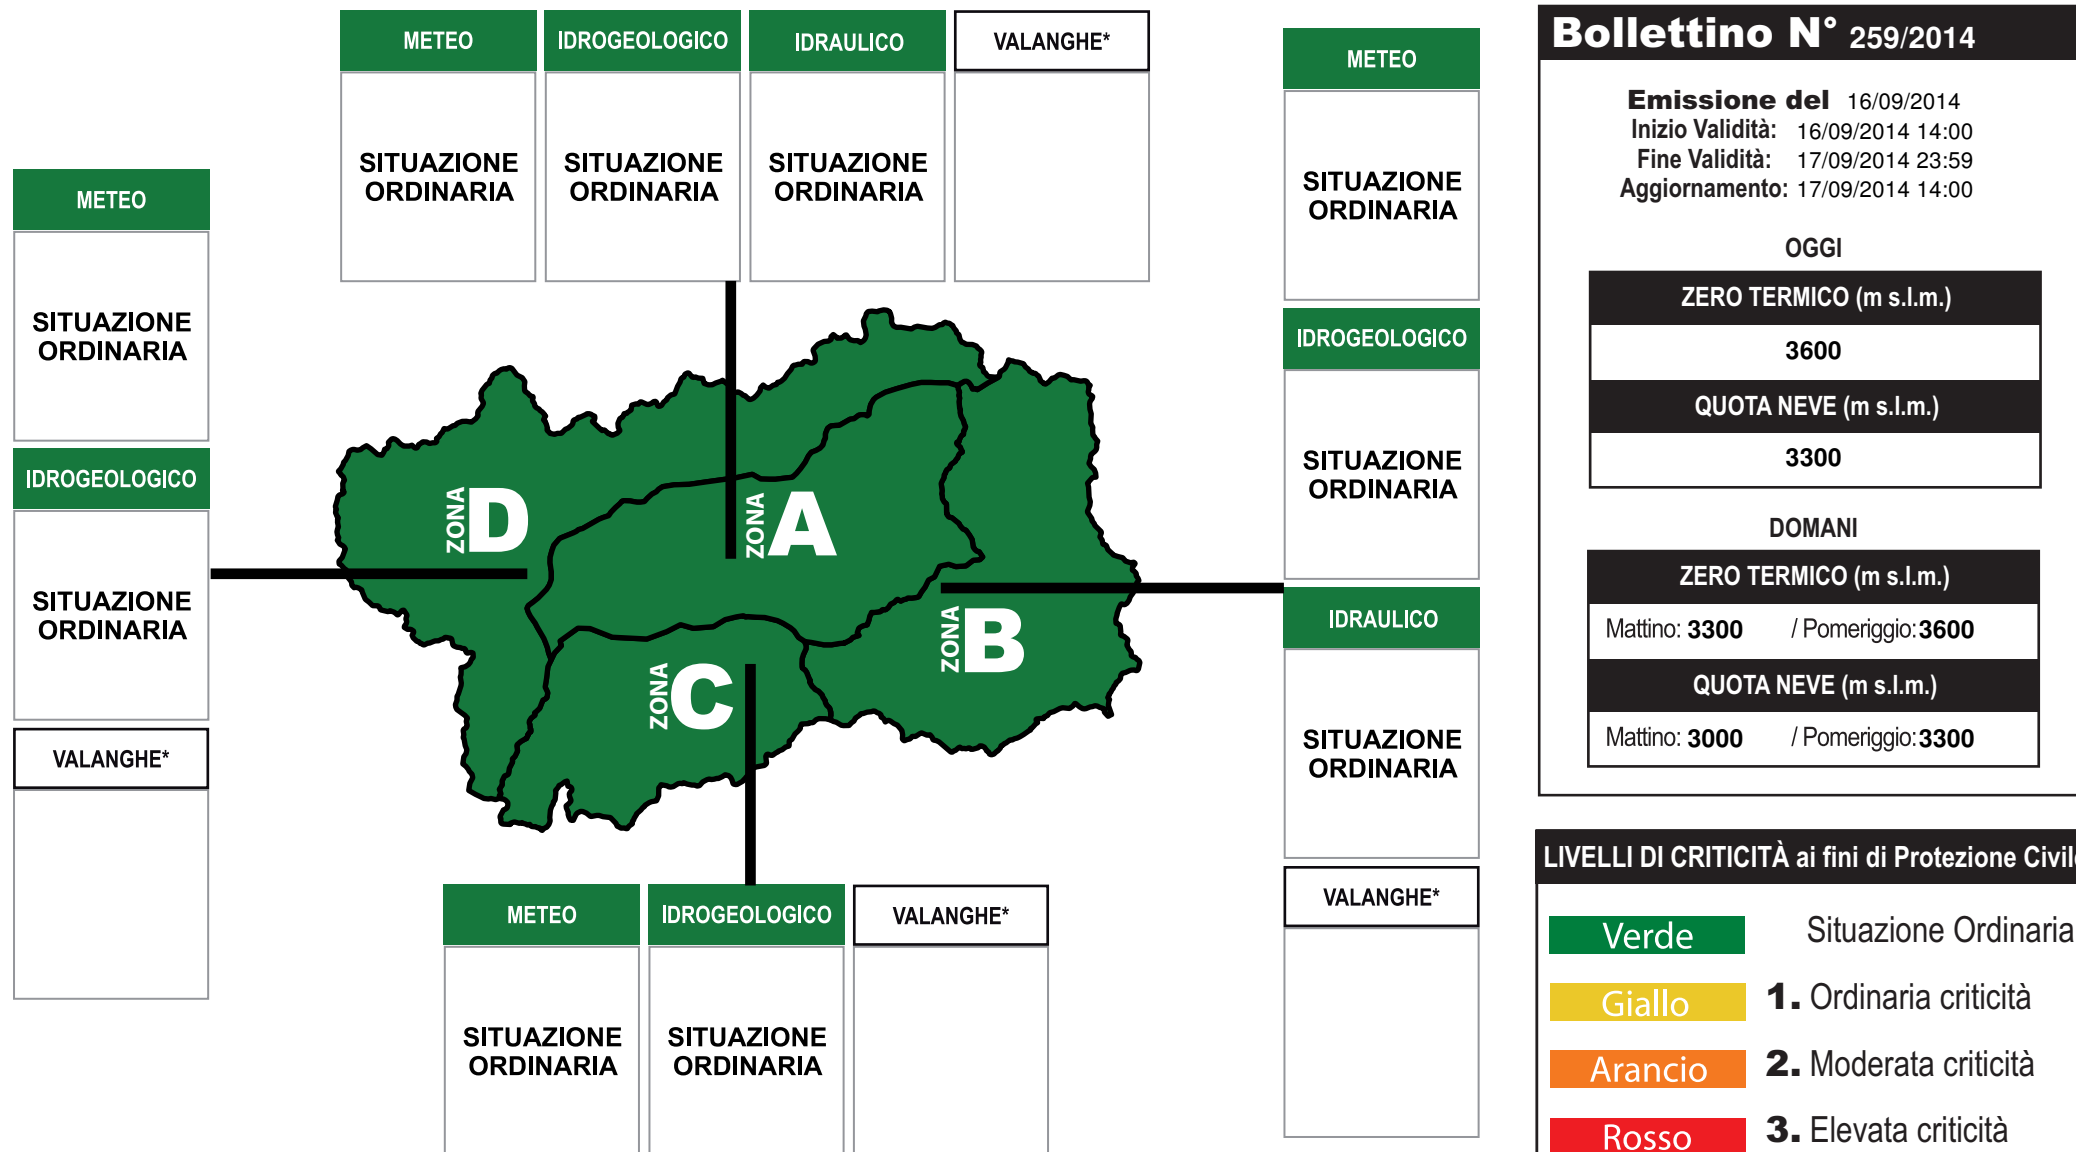 METEO
IDROGEOLOGICO
IDRAULICO
VALANGHE*
SITUAZIONE
ORDINARIA
SITUAZIONE
ORDINARIA
SITUAZIONE
ORDINARIA
METEO
SITUAZIONE
ORDINARIA
IDROGEOLOGICO
SITUAZIONE
ORDINARIA
VALANGHE*
ZONA D
ZONA A
ZONA B
ZONA C
METEO
SITUAZIONE
ORDINARIA
IDROGEOLOGICO
SITUAZIONE
ORDINARIA
IDRAULICO
SITUAZIONE
ORDINARIA
VALANGHE*
METEO
IDROGEOLOGICO
VALANGHE*
SITUAZIONE
ORDINARIA
SITUAZIONE
ORDINARIA
Bollettino N° 259/2014
Emissione del 16/09/2014
Inizio Validità: 16/09/2014 14:00
Fine Validità: 17/09/2014 23:59
Aggiornamento: 17/09/2014 14:00
OGGI
ZERO TERMICO (m s.l.m.)
3600
QUOTA NEVE (m s.l.m.)
3300
DOMANI
ZERO TERMICO (m s.l.m.)
Mattino: 3300 / Pomeriggio: 3600
QUOTA NEVE (m s.l.m.)
Mattino: 3000 / Pomeriggio: 3300
LIVELLI DI CRITICITÀ ai fini di Protezione Civile
Verde Situazione Ordinaria
Giallo 1. Ordinaria criticità
Arancio 2. Moderata criticità
Rosso 3. Elevata criticità